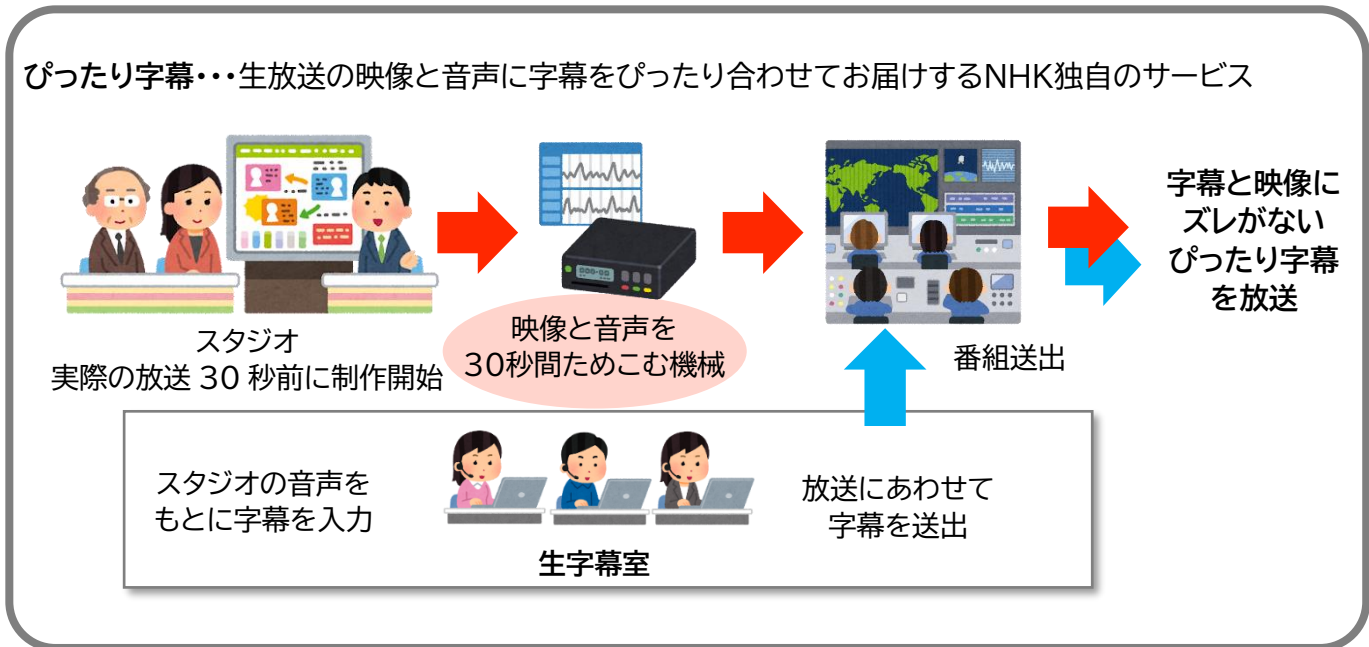 ぴったり字幕・・・生放送の映像と音声に字幕をぴったり合わせてお届けするNHK独自のサービス
スタジオ
実際の放送 30 秒前に制作開始
映像と音声を
30秒間ためこむ機械
番組送出
字幕と映像に
ズレがない
ぴったり字幕
を放送
スタジオの音声を
もとに字幕を入力
生字幕室
放送にあわせて
字幕を送出